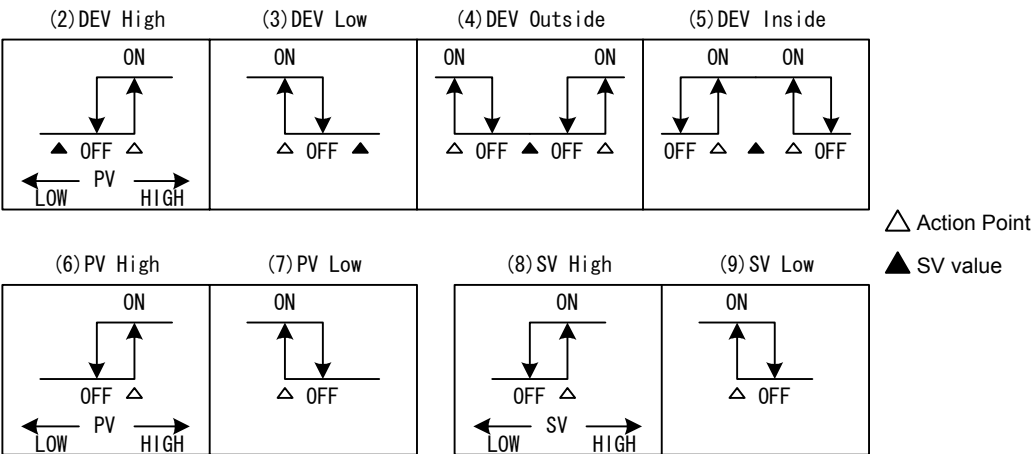 (2)DEV High (3)DEV Low (4)DEV Outside (5)DEV Inside
ON ON ON ON ON ON
▲ OFF △ △ OFF ▲ △ OFF ▲ OFF △ OFF △ ▲ △ OFF
PV
LOW HIGH
△ Action Point
▲ SV value
(6)PV High (7)PV Low (8)SV High (9)SV Low
ON ON ON ON
OFF △ △ OFF OFF △ △ OFF
PV SV
LOW HIGH LOW HIGH